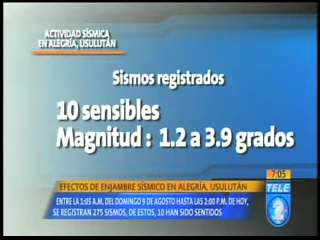 ACTIVIDAD SÍSMICA
EN ALEGRÍA, USULUTÁN
Sismos registrados
10 sensibles
Magnitud : 1.2 a 3.9 grados
7:05
EFECTOS DE ENJAMBRE SÍSMICO EN ALEGRÍA, USULUTÁN
TELE
2
ENTRE LA 1:05 A.M. DEL DOMINGO 9 DE AGOSTO HASTA LAS 2:00 P.M. DE HOY,
SE REGISTRAN 275 SISMOS, DE ESTOS, 10 HAN SIDO SENTIDOS